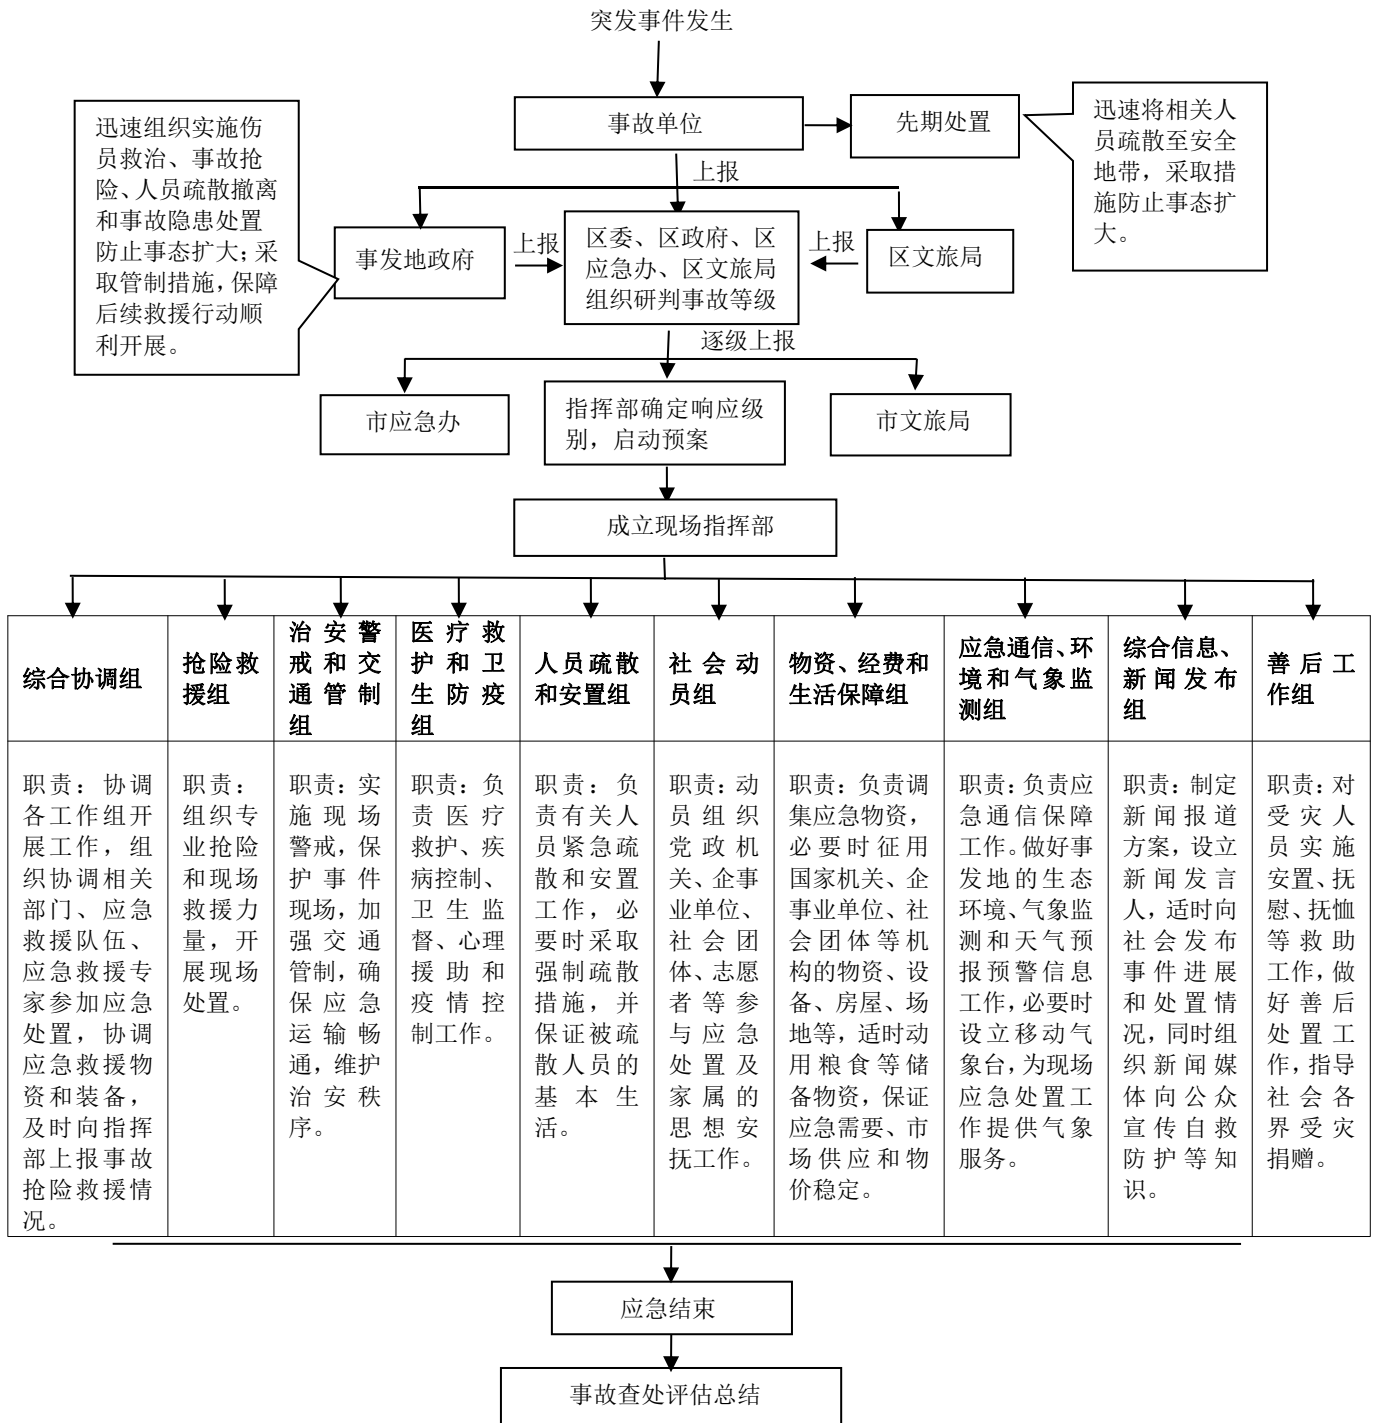 突发事件发生
事故单位
先期处置
迅速将相关人
员疏散至安全
地带，采取措
施防止事态扩
大。
迅速组织实施伤
员救治、事故抢
险、人员疏散撤离
和事故隐患处置
防止事态扩大；采
取管制措施，保障
后续救援行动顺
利开展。
上报
事发地政府
上报
区委、区政府、区
应急办、区文旅局
组织研判事故等级
上报
区文旅局
逐级上报
市应急办
指挥部确定响应级
别，启动预案
市文旅局
成立现场指挥部
综合协调组
抢险救
援组
治安警
戒和交
通管制
组
医疗救
护和卫
生防疫
组
人员疏散
和安置组
社会动
员组
物资、经费和
生活保障组
应急通信、环
境和气象监
测组
综合信息、
新闻发布
组
善后工
作组
职责：协调
各工作组开
展工作，组
织协调相关
部门、应急
救援队伍、
应急救援专
家参加应急
处置，协调
应急救援物
资和装备，
及时向指挥
部上报事故
抢险救援情
况。
职责：
组织专
业抢险
和现场
救援力
量，开
展现场
处置。
职责：实
施现场
警戒，保
护事件
现场，加
强交通
管制，确
保应急
运输畅
通，维护
治安秩
序。
职责：负
责医疗
救护、疾
病控制、
卫生监
督、心理
援助和
疫情控
制工作。
职责：负
责有关人
员紧急疏
散和安置
工作，必
要时采取
强制疏散
措施，并
保证被疏
散人员的
基本生
活。
职责：动
员组织
党政机
关、企事
业单位、
社会团
体、志愿
者等参
与应急
处置及
家属的
思想安
抚工作。
职责：负责调
集应急物资，
必要时征用
国家机关、企
事业单位、社
会团体等机
构的物资、设
备、房屋、场
地等，适时动
用粮食等储
备物资，保证
应急需要、市
场供应和物
价稳定。
职责：负责应
急通信保障
工作。做好事
发地的生态
环境、气象监
测和天气预
报预警信息
工作，必要时
设立移动气
象台，为现场
应急处置工
作提供气象
服务。
职责：制定
新闻报道
方案，设立
新闻发言
人，适时向
社会发布
事件进展
和处置情
况，同时组
织新闻媒
体向公众
宣传自救
防护等知
识。
职责：对
受灾人
员实施
安置、抚
慰、抚恤
等救助
工作，做
好善后
处置工
作，指导
社会各
界受灾
捐赠。
应急结束
事故查处评估总结